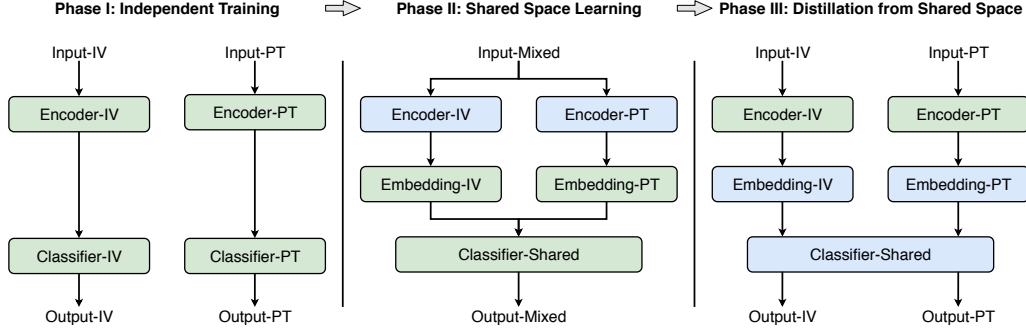 Phase I: Independent Training
Phase II: Shared Space Learning
Phase III: Distillation from Shared Space
Input-IV
Input-PT
Encoder-IV
Encoder-PT
Classifier-IV
Classifier-PT
Output-IV
Output-PT
Input-Mixed
Encoder-IV
Encoder-PT
Embedding-IV
Embedding-PT
Classifier-Shared
Output-Mixed
Input-IV
Input-PT
Encoder-IV
Encoder-PT
Embedding-IV
Embedding-PT
Classifier-Shared
Output-IV
Output-PT